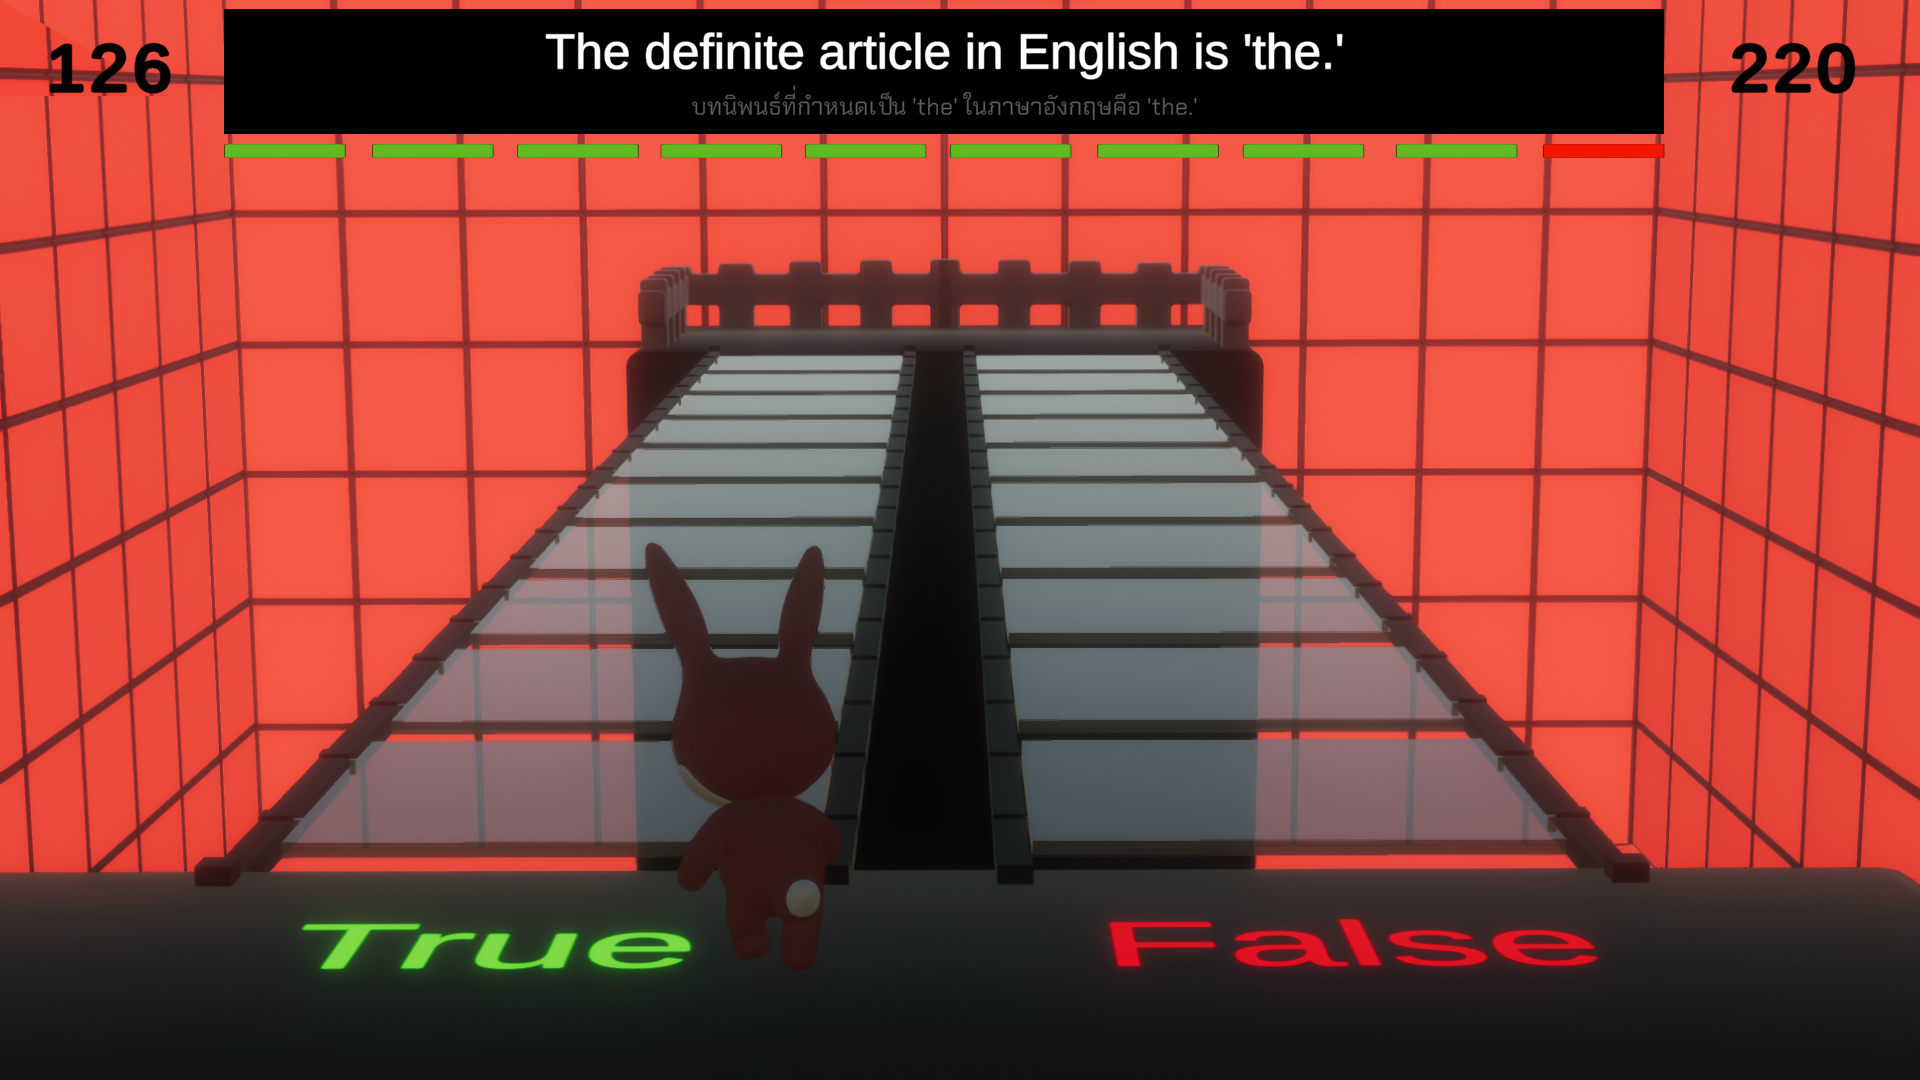 126
The definite article in English is 'the.'
บทนิพนธ์ที่กำหนดเป็น 'the' ในภาษาอังกฤษคือ 'the.'
220
True
False